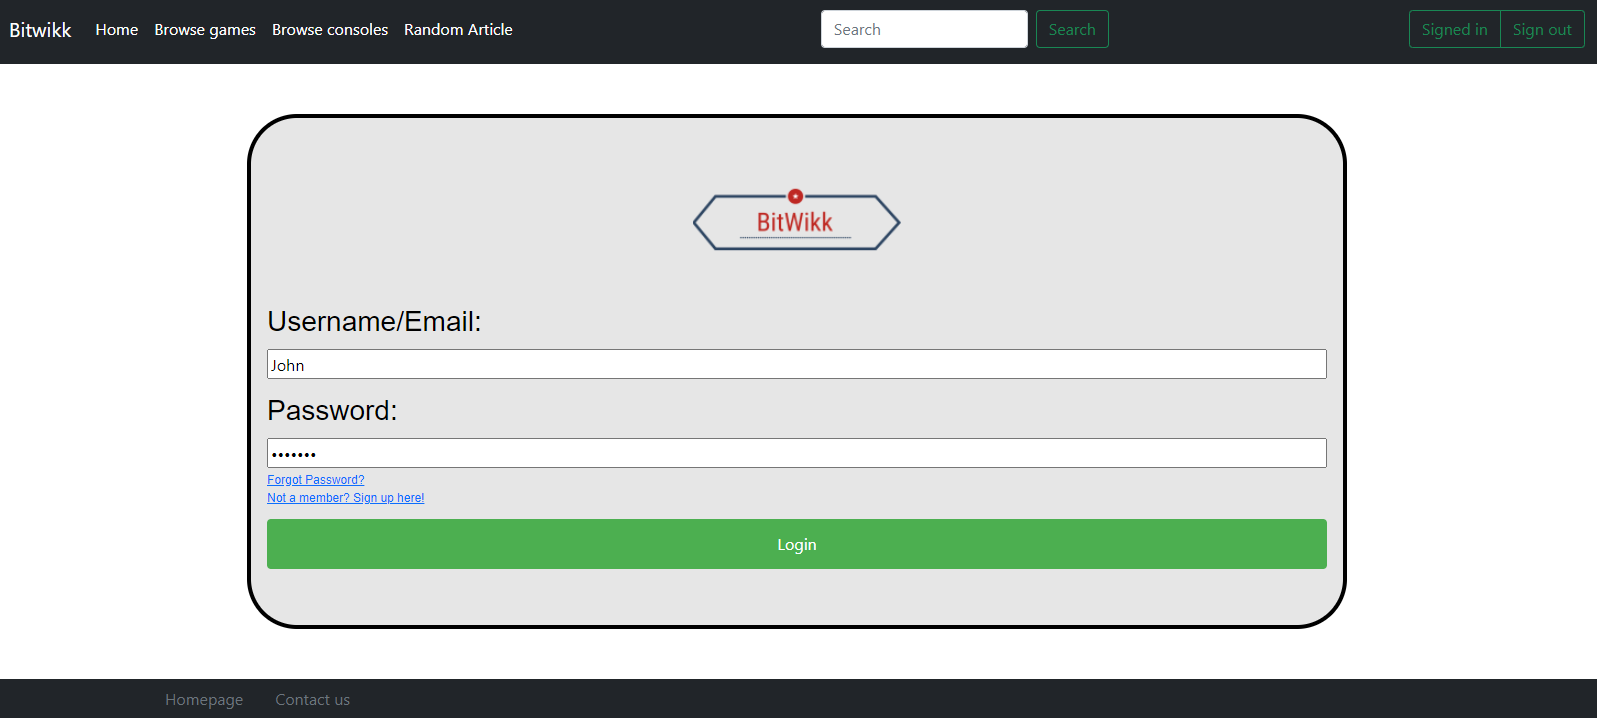 Bitwikk Home Browse games Browse consoles Random Article Search Search Signed in Sign out
BitWikk
Username/Email:
John
Password:
•••••••
Forgot Password?
Not a member? Sign up here!
Login
Homepage Contact us